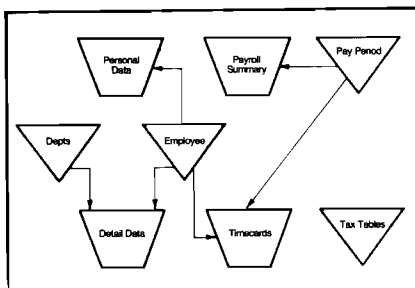 Personal
Data
Payroll
Summary
Pay Period
Depts
Employee
Detail Data
Timecards
Tax Tables